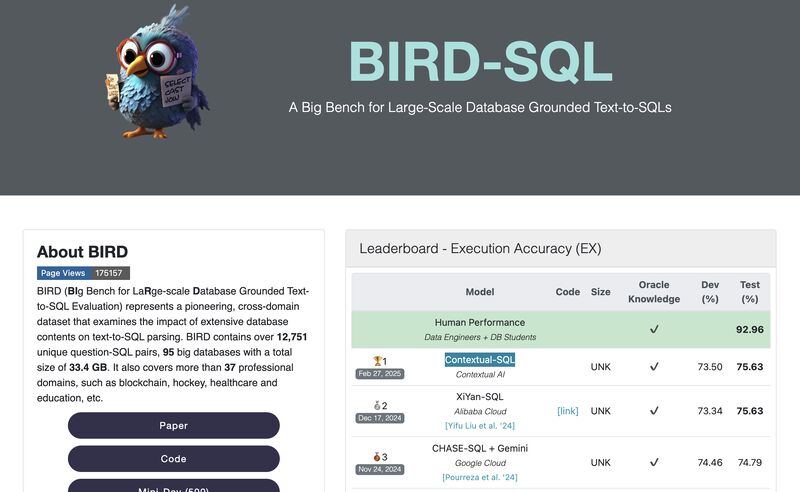 SELECT
CAST
NOW
BIRD-SQL
A Big Bench for Large-Scale Database Grounded Text-to-SQLs
About BIRD
Page Views 175157
BIRD (BIg Bench for LaRge-scale Database Grounded Text-
to-SQL Evaluation) represents a pioneering, cross-domain
dataset that examines the impact of extensive database
contents on text-to-SQL parsing. BIRD contains over 12,751
unique question-SQL pairs, 95 big databases with a total
size of 33.4 GB. It also covers more than 37 professional
domains, such as blockchain, hockey, healthcare and
education, etc.
Paper
Code
Mini-Dev (500)
Leaderboard - Execution Accuracy (EX)
Model Code Size Oracle Knowledge Dev (%) Test (%)
Human Performance
Data Engineers + DB Students
✓ 92.96
🏆1
Feb 27, 2025
Contextual-SQL
Contextual AI
UNK ✓ 73.50 75.63
🥈2
Dec 17, 2024
XiYan-SQL
Alibaba Cloud
[Yifu Liu et al. '24]
[link] UNK ✓ 73.34 75.63
🥉3
Nov 24, 2024
CHASE-SQL + Gemini
Google Cloud
[Pourreza et al. '24]
UNK ✓ 74.46 74.79